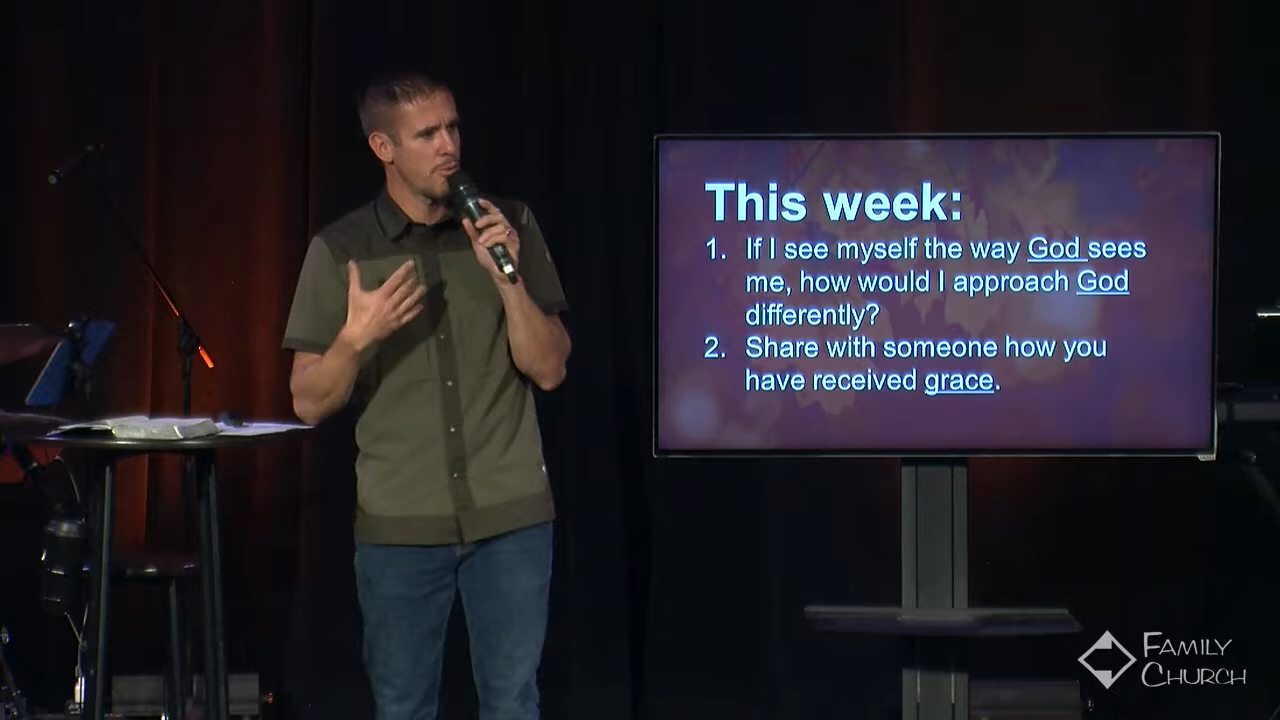 This week:
1. If I see myself the way God sees
me, how would I approach God
differently?
2. Share with someone how you
have received grace.
FAMILY
CHURCH